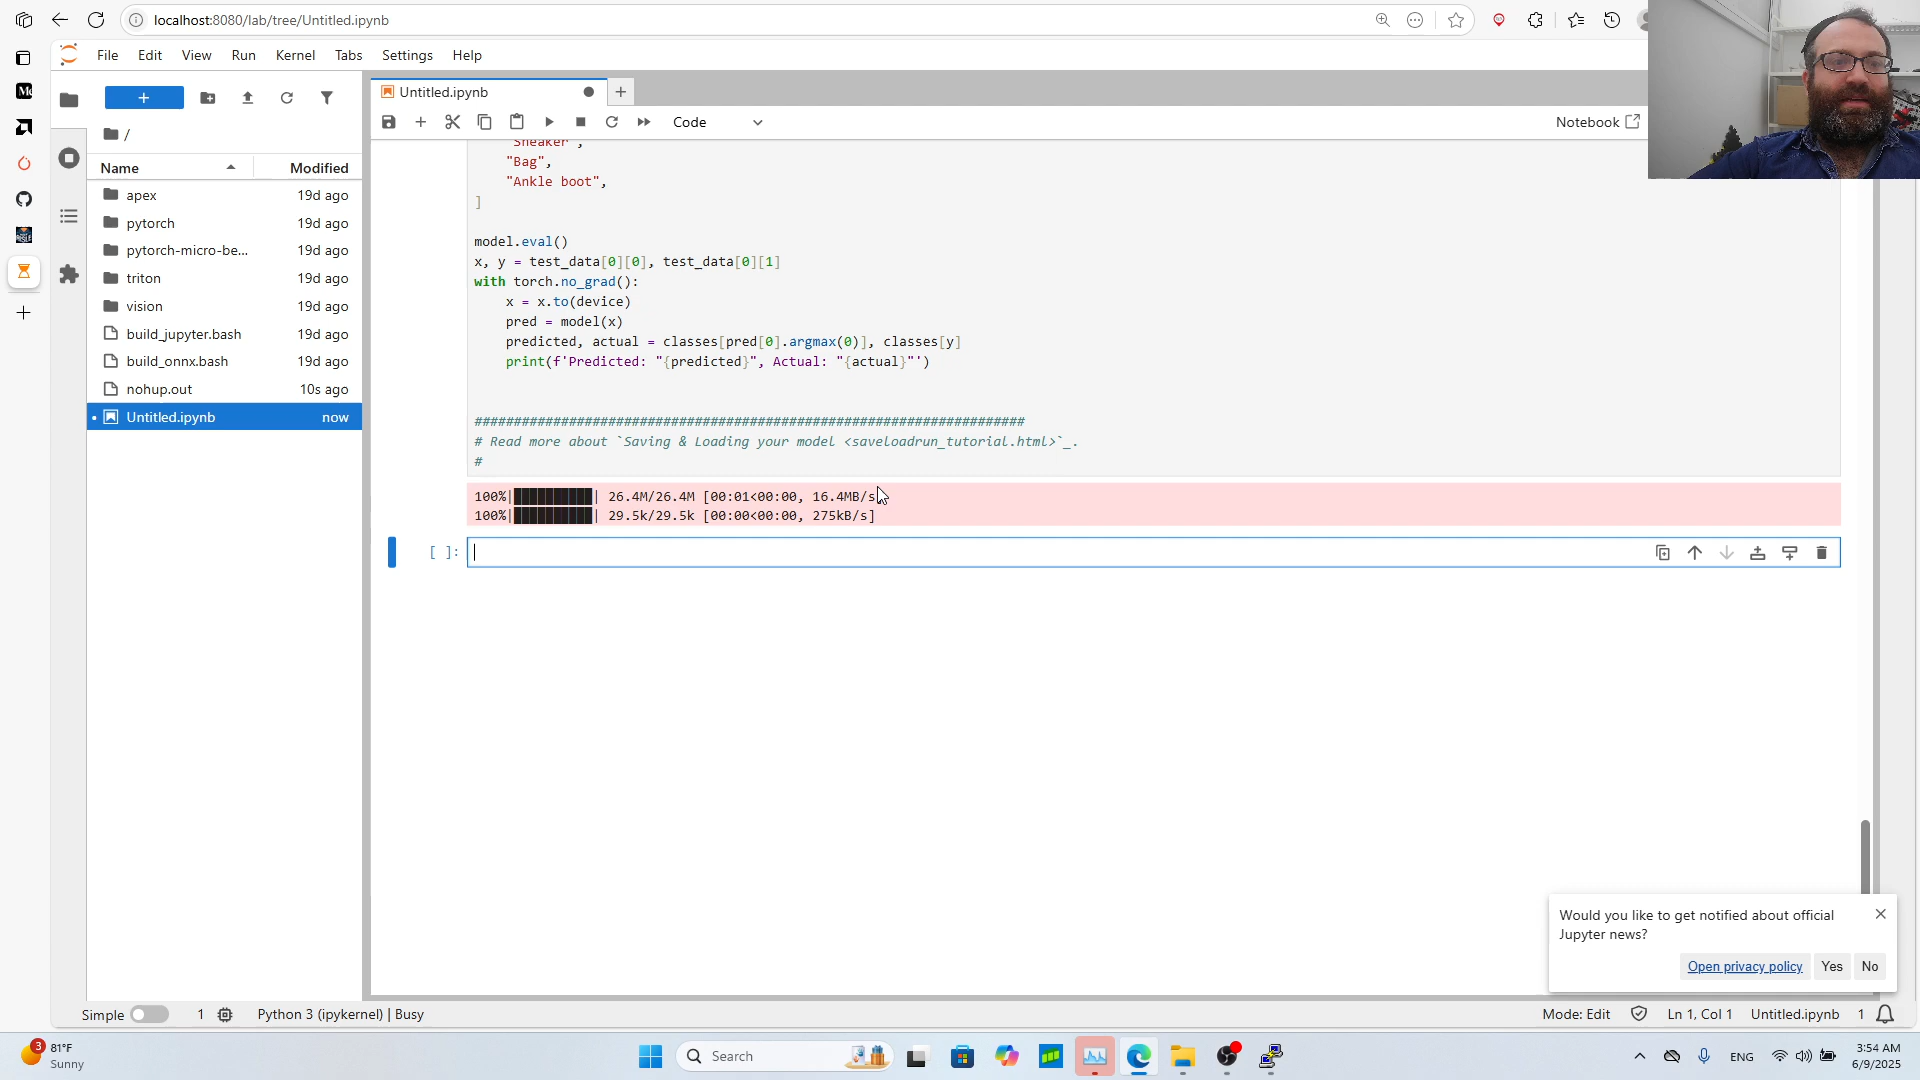 localhost:8080/lab/tree/Untitled.ipynb
File Edit View Run Kernel Tabs Settings Help
Untitled.ipynb
Code
Notebook
/
Name Modified
apex 19d ago
pytorch 19d ago
pytorch-micro-be... 19d ago
triton 19d ago
vision 19d ago
build_jupyter.bash 19d ago
build_onnx.bash 19d ago
nohup.out 10s ago
Untitled.ipynb now
"Sneaker",
"Bag",
"Ankle boot",
]
model.eval()
x, y = test_data[0][0], test_data[0][1]
with torch.no_grad():
x = x.to(device)
pred = model(x)
predicted, actual = classes[pred[0].argmax(0)], classes[y]
print(f'Predicted: "{predicted}", Actual: "{actual}"')
######################################################################
# Read more about `Saving & Loading your model <saveloadrun_tutorial.html>`_.
#
100%|██████████| 26.4M/26.4M [00:01<00:00, 16.4MB/s]
100%|██████████| 29.5k/29.5k [00:00<00:00, 275kB/s]
[ ]:
Would you like to get notified about official
Jupyter news?
Open privacy policy Yes No
Simple 1 Python 3 (ipykernel) | Busy
Mode: Edit Ln 1, Col 1 Untitled.ipynb 1
3
81°F
Sunny
Search
ENG
3:54 AM
6/9/2025